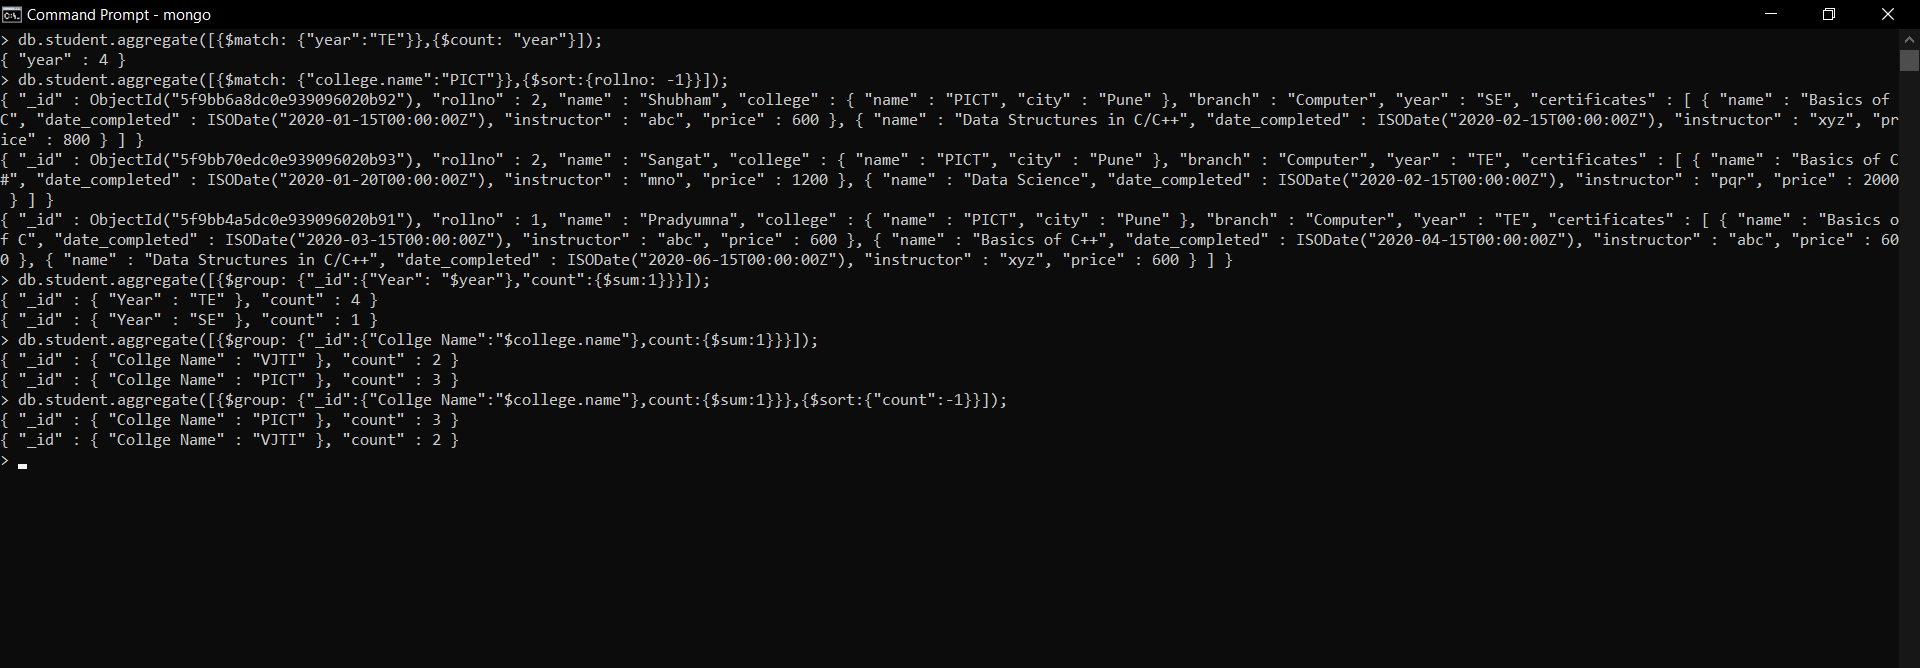 Command Prompt - mongo
> db.student.aggregate([{$match: {"year":"TE"}},{$count: "year"}]);
{ "year" : 4 }
> db.student.aggregate([{$match: {"college.name":"PICT"}},{$sort:{rollno: -1}}]);
{ "_id" : ObjectId("5f9bb6a8dc0e939096020b92"), "rollno" : 2, "name" : "Shubham", "college" : { "name" : "PICT", "city" : "Pune" }, "branch" : "Computer", "year" : "SE", "certificates" : [ { "name" : "Basics of
C", "date_completed" : ISODate("2020-01-15T00:00:00Z"), "instructor" : "abc", "price" : 600 }, { "name" : "Data Structures in C/C++", "date_completed" : ISODate("2020-02-15T00:00:00Z"), "instructor" : "xyz", "pr
ice" : 800 } ] }
{ "_id" : ObjectId("5f9bb70edc0e939096020b93"), "rollno" : 2, "name" : "Sangat", "college" : { "name" : "PICT", "city" : "Pune" }, "branch" : "Computer", "year" : "TE", "certificates" : [ { "name" : "Basics of C
#", "date_completed" : ISODate("2020-01-20T00:00:00Z"), "instructor" : "mno", "price" : 1200 }, { "name" : "Data Science", "date_completed" : ISODate("2020-02-15T00:00:00Z"), "instructor" : "pqr", "price" : 2000
} ] }
{ "_id" : ObjectId("5f9bb4a5dc0e939096020b91"), "rollno" : 1, "name" : "Pradyumna", "college" : { "name" : "PICT", "city" : "Pune" }, "branch" : "Computer", "year" : "TE", "certificates" : [ { "name" : "Basics o
f C", "date_completed" : ISODate("2020-03-15T00:00:00Z"), "instructor" : "abc", "price" : 600 }, { "name" : "Basics of C++", "date_completed" : ISODate("2020-04-15T00:00:00Z"), "instructor" : "abc", "price" : 60
0 }, { "name" : "Data Structures in C/C++", "date_completed" : ISODate("2020-06-15T00:00:00Z"), "instructor" : "xyz", "price" : 600 } ] }
> db.student.aggregate([{$group: {"_id":{"Year": "$year"},"count":{$sum:1}}}]);
{ "_id" : { "Year" : "TE" }, "count" : 4 }
{ "_id" : { "Year" : "SE" }, "count" : 1 }
> db.student.aggregate([{$group: {"_id":{"Collge Name":"$college.name"},count:{$sum:1}}}]);
{ "_id" : { "Collge Name" : "VJTI" }, "count" : 2 }
{ "_id" : { "Collge Name" : "PICT" }, "count" : 3 }
> db.student.aggregate([{$group: {"_id":{"Collge Name":"$college.name"},count:{$sum:1}}},{$sort:{"count":-1}}]);
{ "_id" : { "Collge Name" : "PICT" }, "count" : 3 }
{ "_id" : { "Collge Name" : "VJTI" }, "count" : 2 }
>